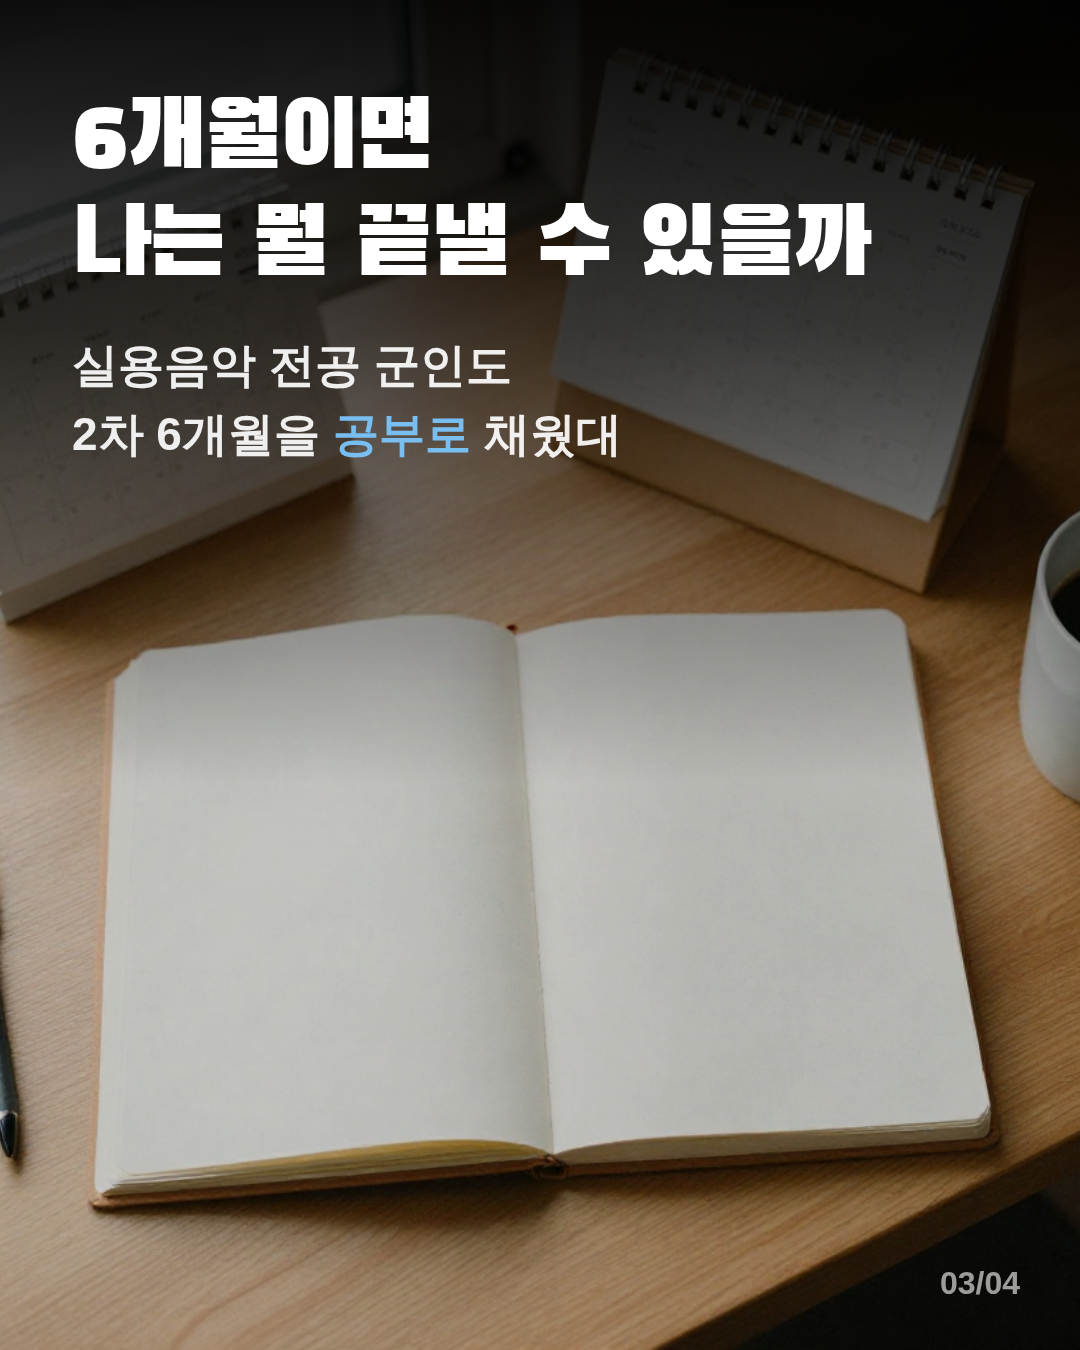 6개월이면
나는 뭘 끝낼 수 있을까
실용음악 전공 군인도
2차 6개월을 공부로 채웠대
03/04